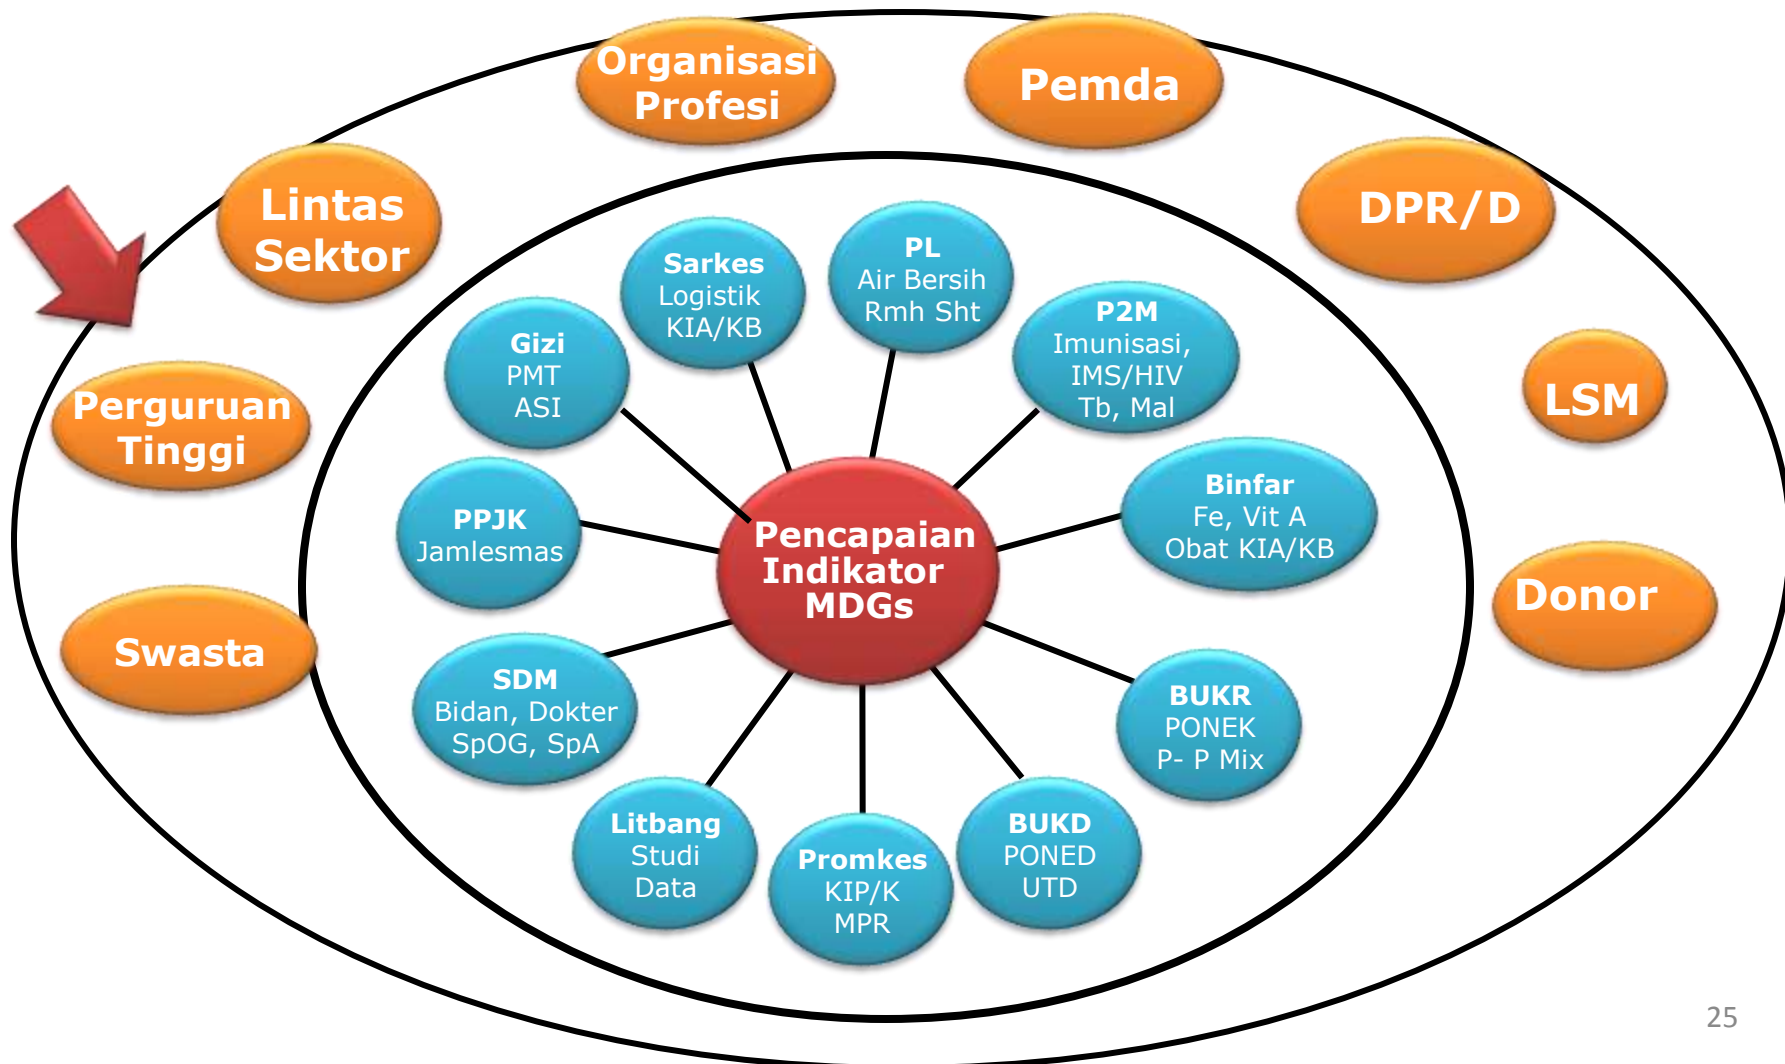 Organisasi
Profesi
Pemda
Lintas
Sektor
DPR/D
Sarkes
Logistik
KIA/KB
PL
Air Bersih
Rmh Sht
P2M
Imunisasi,
IMS/HIV
Tb, Mal
Gizi
PMT
ASI
Perguruan
Tinggi
LSM
PPJK
Jamlesmas
Pencapaian
Indikator
MDGs
Binfar
Fe, Vit A
Obat KIA/KB
Swasta
Donor
SDM
Bidan, Dokter
SpOG, SpA
BUKR
PONEK
P- P Mix
Litbang
Studi
Data
Promkes
KIP/K
MPR
BUKD
PONED
UTD
25